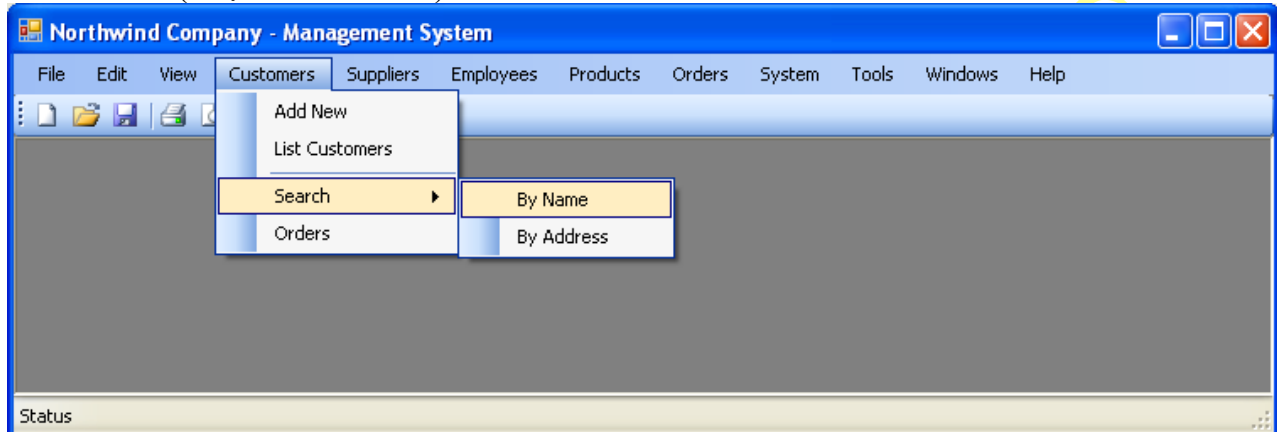 Northwind Company - Management System
File Edit View Customers Suppliers Employees Products Orders System Tools Windows Help
Add New
List Customers
Search By Name
Orders By Address
Status